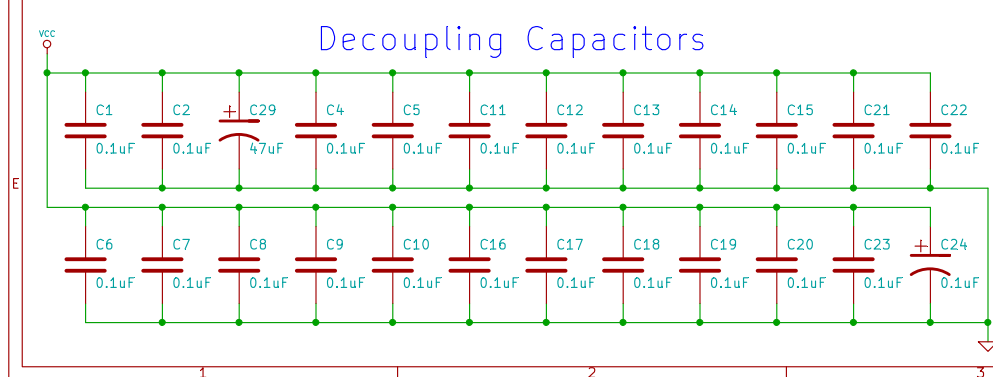 Decoupling Capacitors
VCC
C1 C2 C29 C4 C5 C11 C12 C13 C14 C15 C21 C22
0.1uF 0.1uF 47uF 0.1uF 0.1uF 0.1uF 0.1uF 0.1uF 0.1uF 0.1uF 0.1uF 0.1uF
E
C6 C7 C8 C9 C10 C16 C17 C18 C19 C20 C23 C24
0.1uF 0.1uF 0.1uF 0.1uF 0.1uF 0.1uF 0.1uF 0.1uF 0.1uF 0.1uF 0.1uF 0.1uF
1 2 3